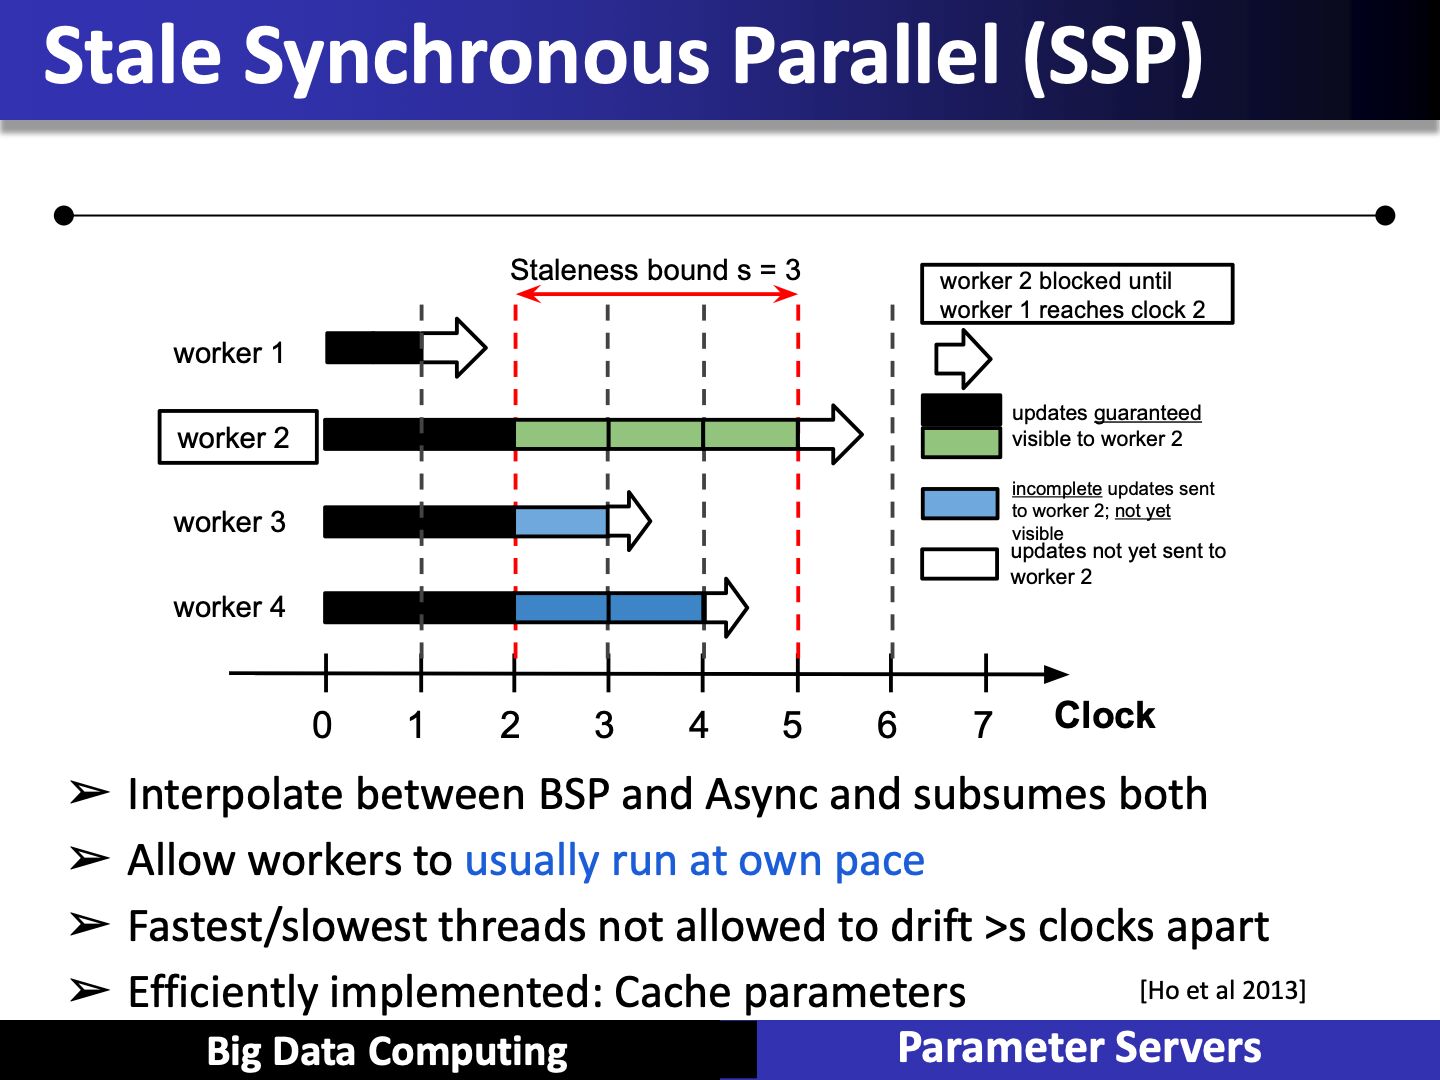 Stale Synchronous Parallel (SSP)
Staleness bound s = 3
worker 2 blocked until
worker 1 reaches clock 2
worker 1
worker 2
worker 3
worker 4
updates guaranteed
visible to worker 2
incomplete updates sent
to worker 2; not yet
visible
updates not yet sent to
worker 2
0 1 2 3 4 5 6 7
Clock
➢ Interpolate between BSP and Async and subsumes both
➢ Allow workers to usually run at own pace
➢ Fastest/slowest threads not allowed to drift >s clocks apart
➢ Efficiently implemented: Cache parameters
[Ho et al 2013]
Big Data Computing
Parameter Servers